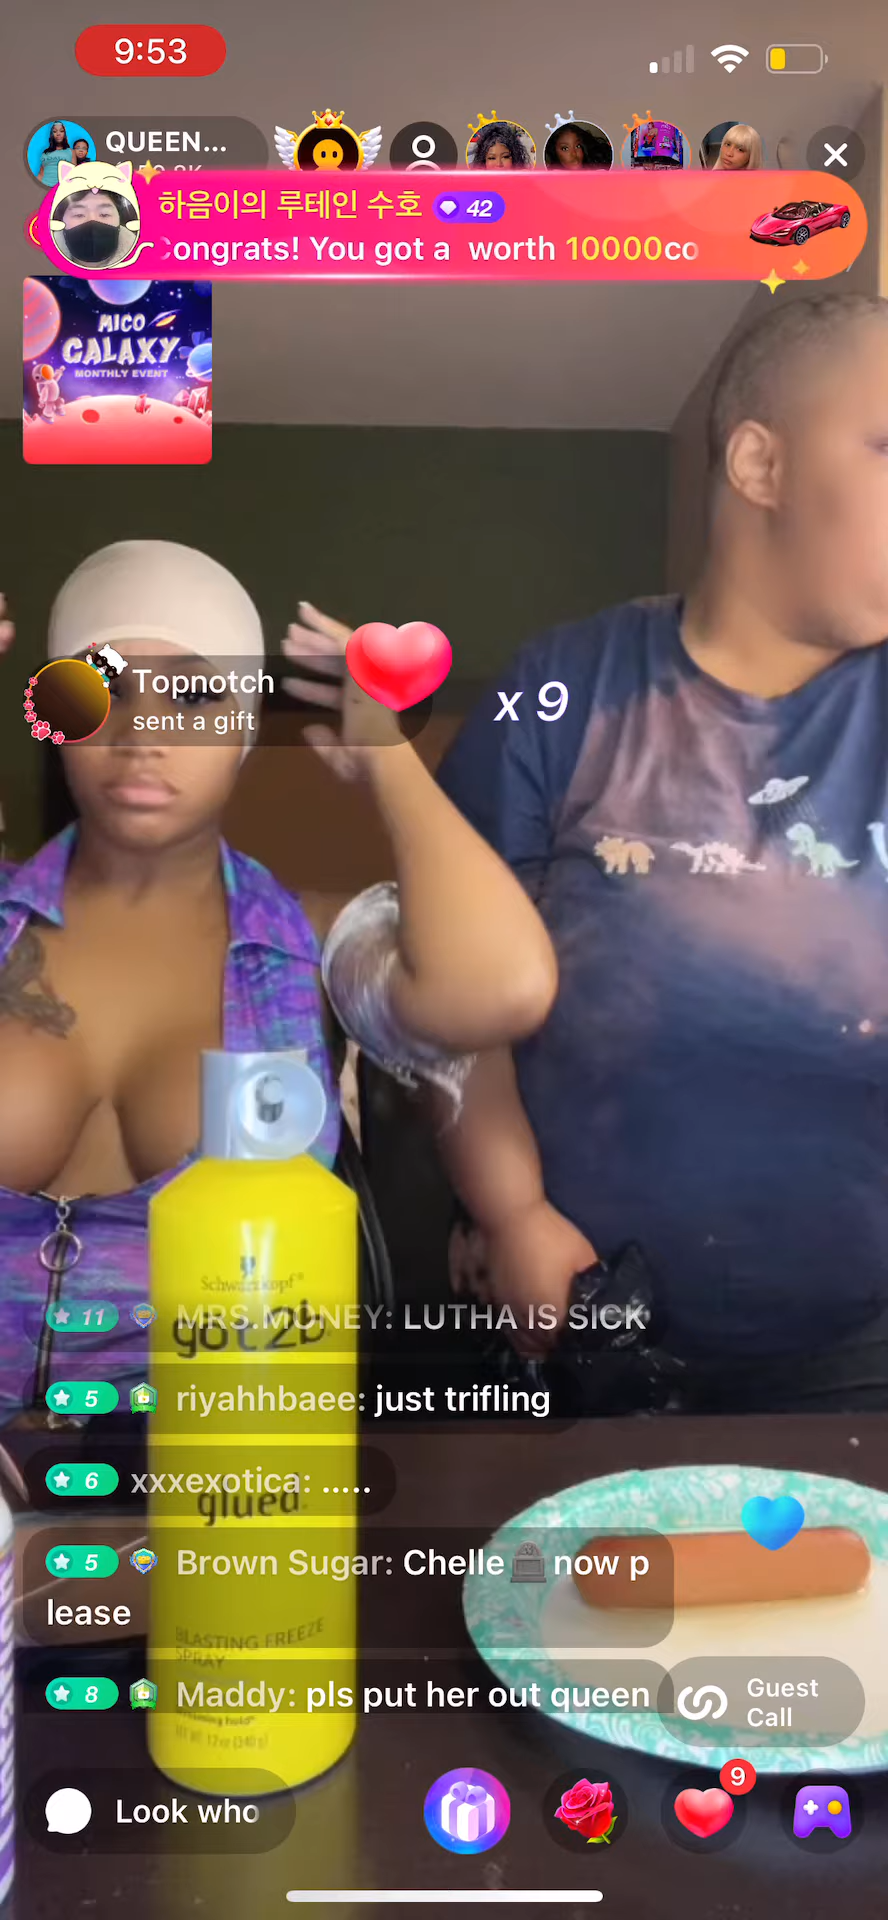 9:53
QUEEN...
하음이의 루테인 수호 42
Congrats! You got a worth 10000co
MICO
GALAXY
MONTHLY EVENT
Topnotch
sent a gift
x 9
Schwarzkopf
got2b
11 MRS.MONEY: LUTHA IS SICK
5 riyahhbaee: just trifling
6 xxxexotica: .....
glued
5 Brown Sugar: Chelle🪦now p
lease
BLASTING FREEZE
SPRAY
8 Maddy: pls put her out queen
Guest
Call
9
Look who